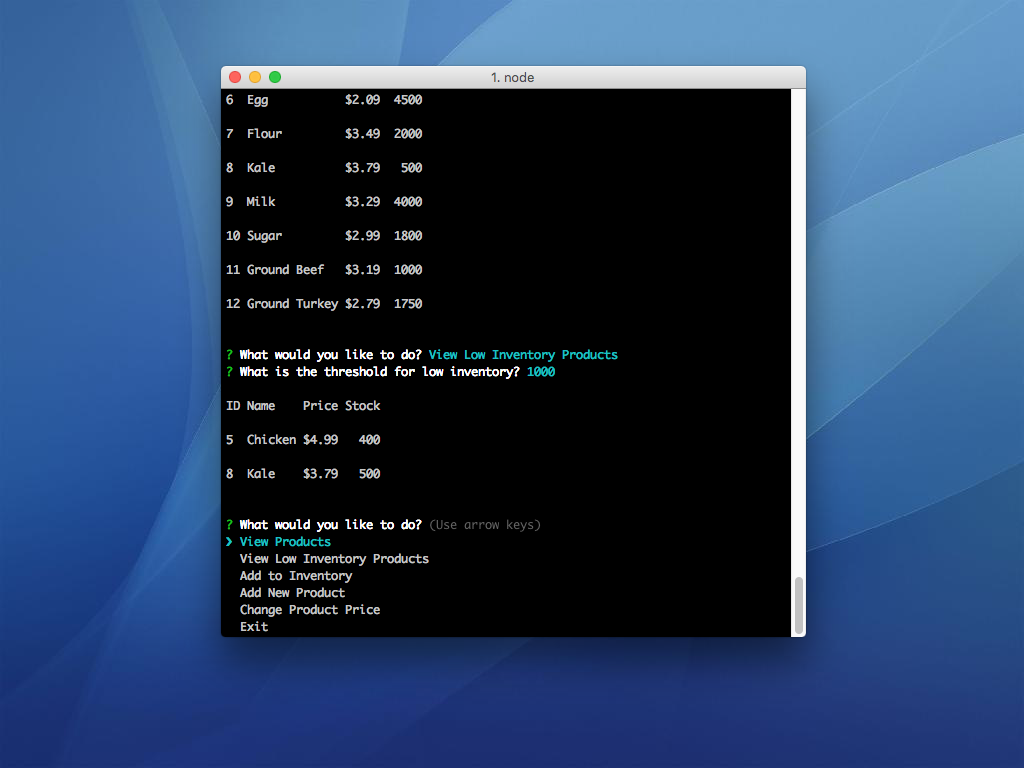 1. node
6 Egg $2.09 4500
7 Flour $3.49 2000
8 Kale $3.79 500
9 Milk $3.29 4000
10 Sugar $2.99 1800
11 Ground Beef $3.19 1000
12 Ground Turkey $2.79 1750
? What would you like to do? View Low Inventory Products
? What is the threshold for low inventory? 1000
ID Name Price Stock
5 Chicken $4.99 400
8 Kale $3.79 500
? What would you like to do? (Use arrow keys)
❯ View Products
View Low Inventory Products
Add to Inventory
Add New Product
Change Product Price
Exit